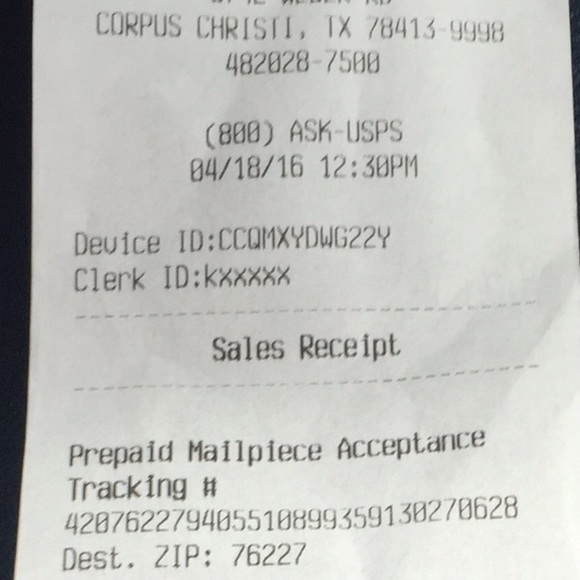 CORPUS CHRISTI, TX 78413-9998
482028-7500
(800) ASK-USPS
04/18/16 12:30PM
Device ID:CCQMXYDWG22Y
Clerk ID:kxxxxx
Sales Receipt
Prepaid Mailpiece Acceptance
Tracking #
420762279405510899359130270628
Dest. ZIP: 76227